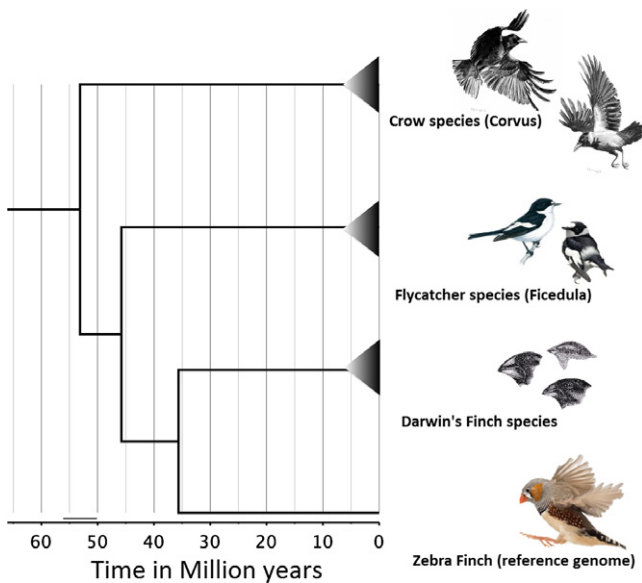 Crow species (Corvus)
Flycatcher species (Ficedula)
Darwin's Finch species
Zebra Finch (reference genome)
60 50 40 30 20 10 0
Time in Million years